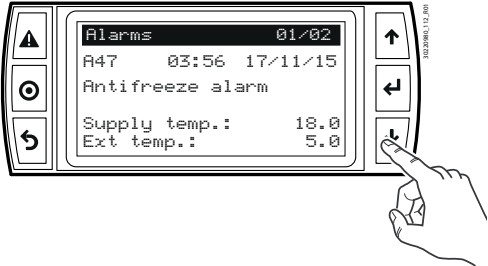 Alarms 01/02
A47 03:56 17/11/15
Antifreeze alarm
Supply temp.: 18.0
Ext temp.: 5.0
30220980_112_R01